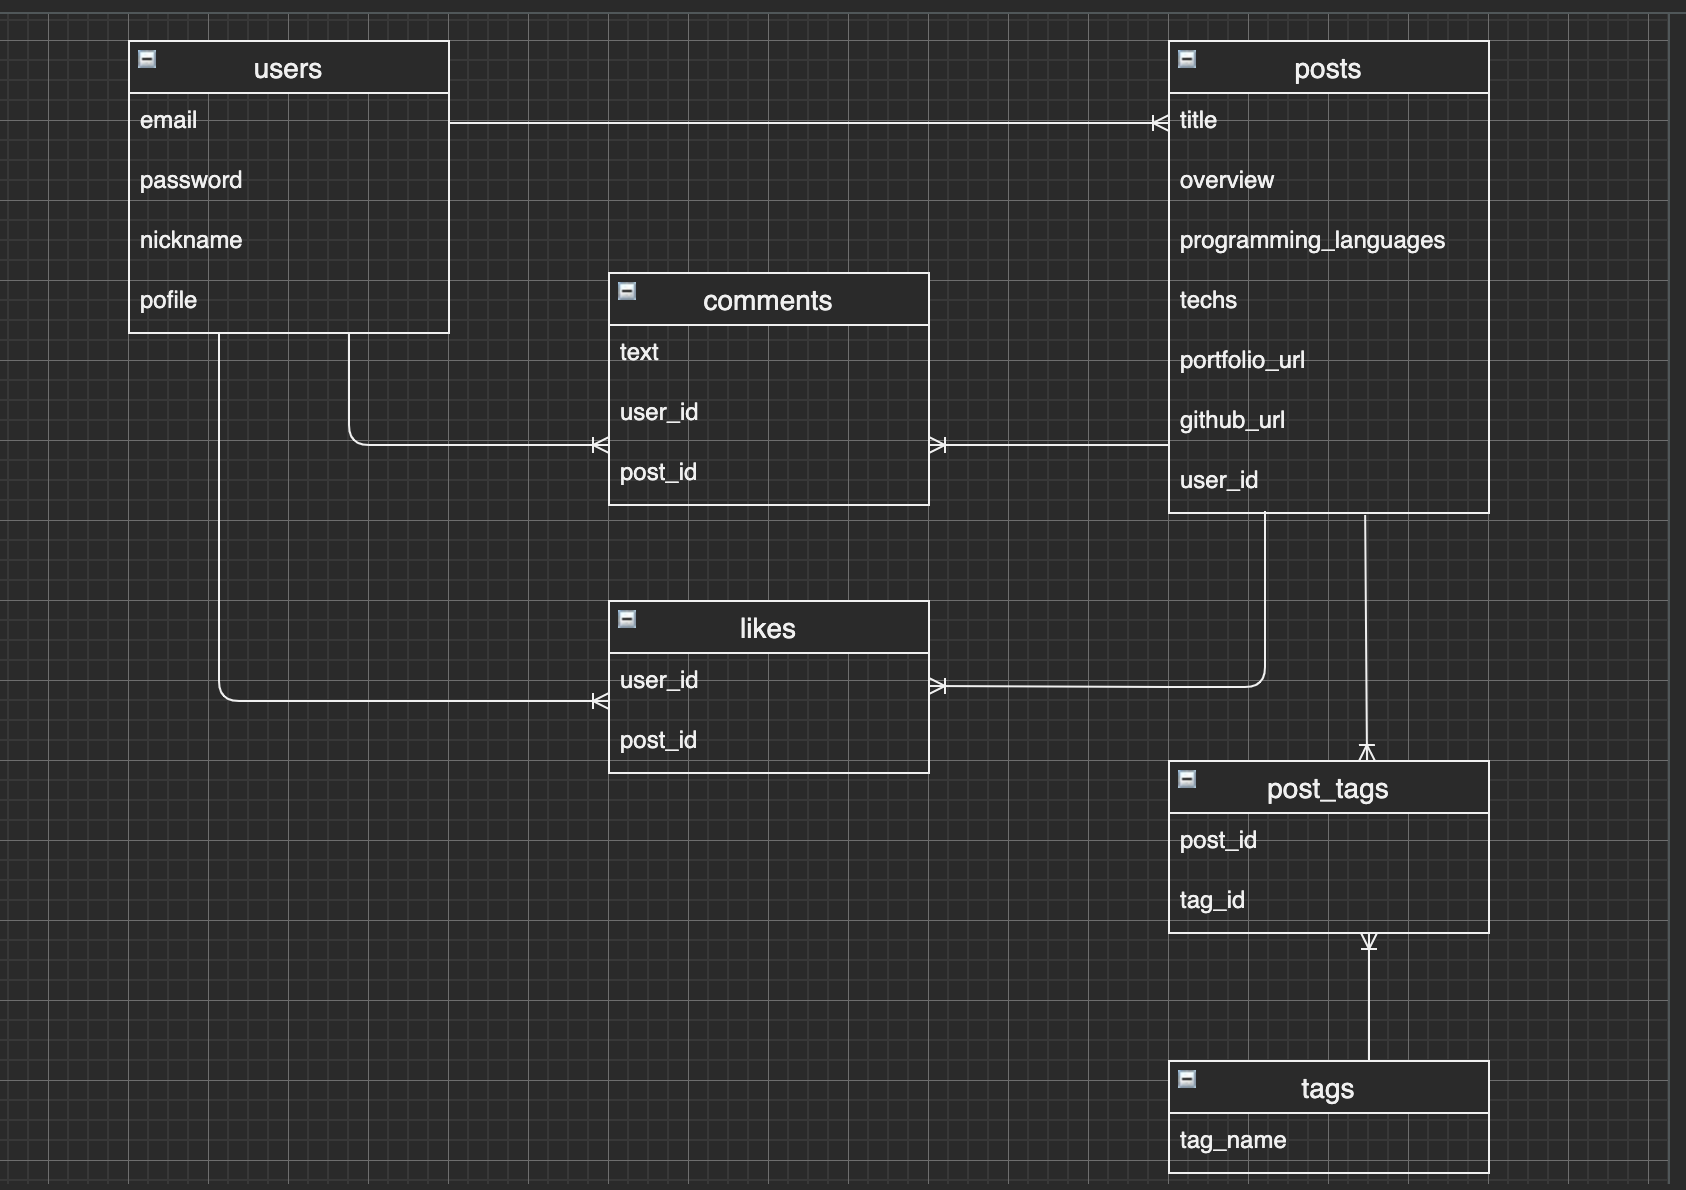 users
email
password
nickname
pofile
posts
title
overview
programming_languages
techs
portfolio_url
github_url
user_id
comments
text
user_id
post_id
likes
user_id
post_id
post_tags
post_id
tag_id
tags
tag_name